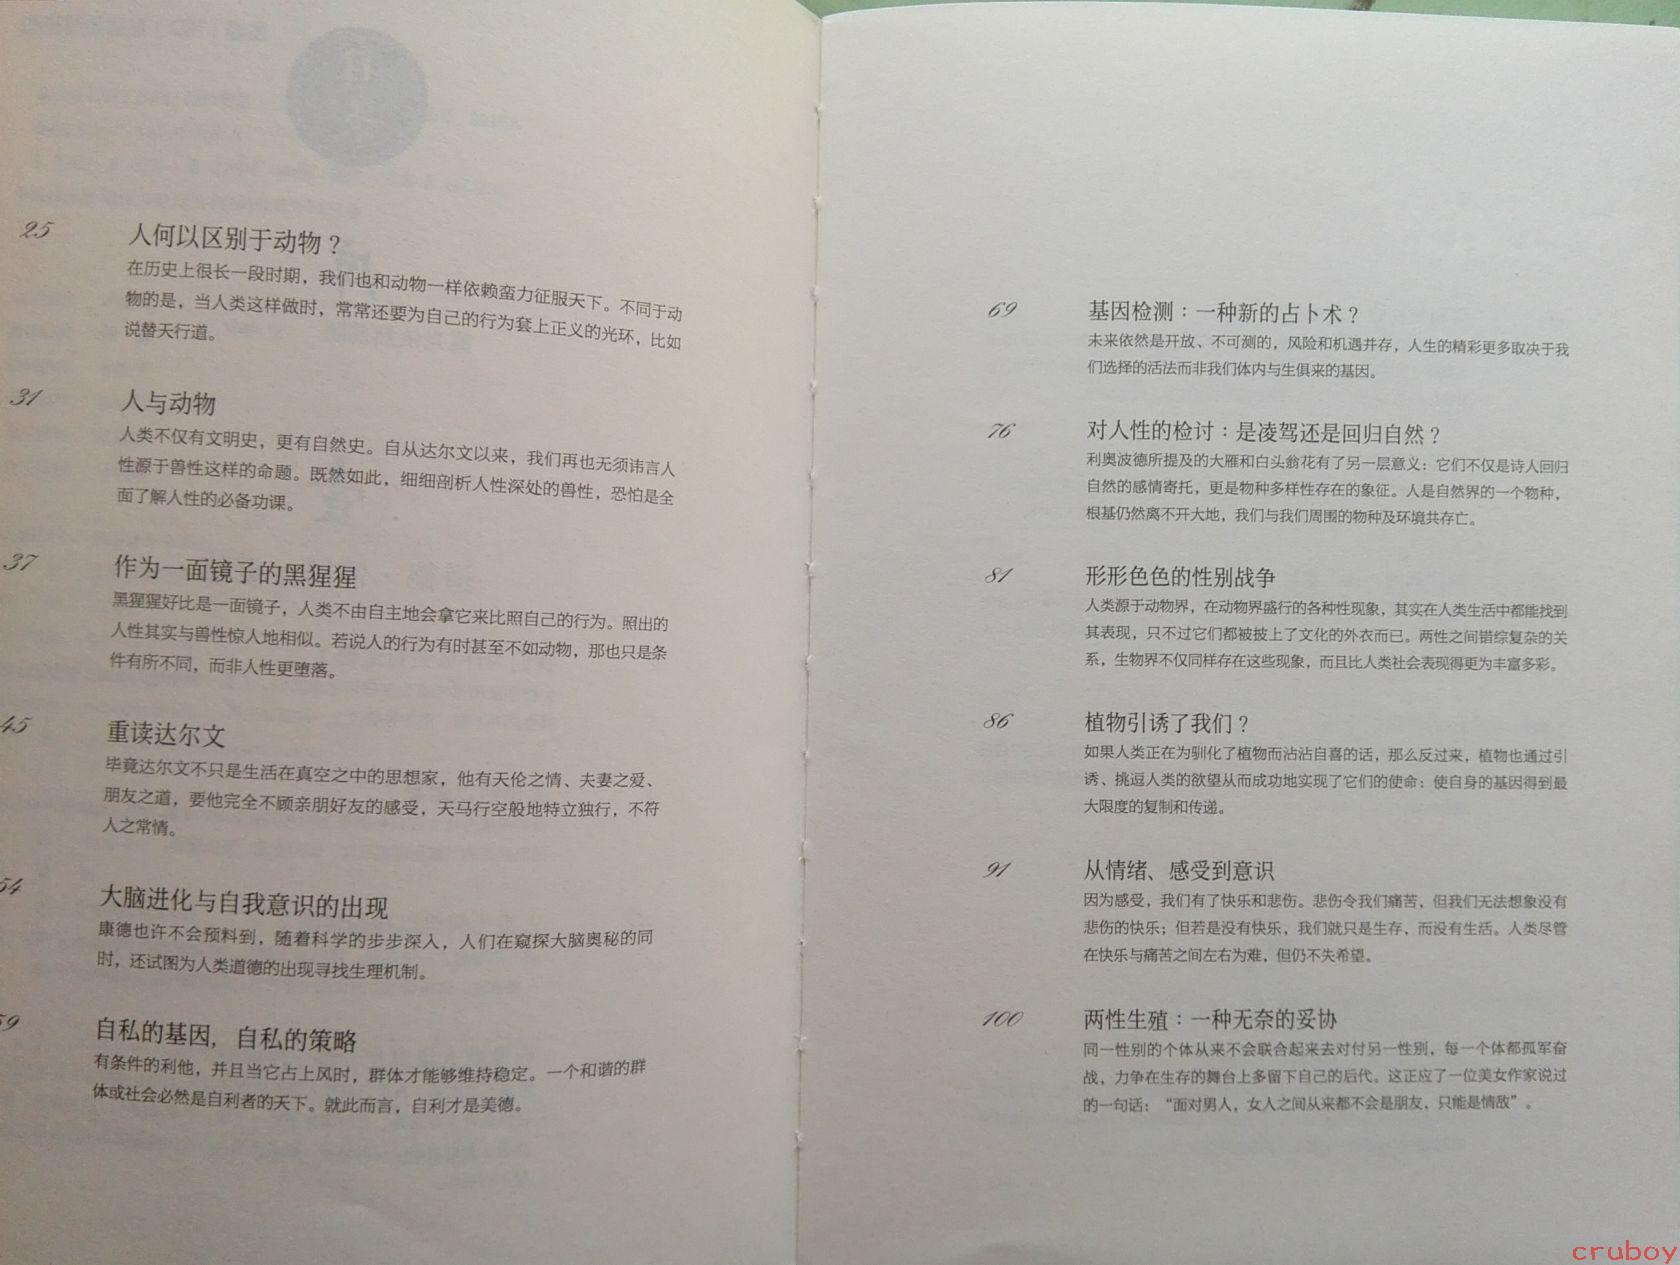 25
人何以区别于动物？
在历史上很长一段时期，我们也和动物一样依赖蛮力征服天下。不同于动
物的是，当人类这样做时，常常还要为自己的行为套上正义的光环，比如
说替天行道。
31
人与动物
人类不仅有文明史，更有自然史。自从达尔文以来，我们再也无须讳言人
性源于兽性这样的命题。既然如此，细细剖析人性深处的兽性，恐怕是全
面了解人性的必备功课。
37
作为一面镜子的黑猩猩
黑猩猩好比是一面镜子，人类不由自主地会拿它来比照自己的行为。照出的
人性其实与兽性惊人地相似。若说人的行为有时甚至不如动物，那也只是条
件有所不同，而非人性更堕落。
45
重读达尔文
毕竟达尔文不只是生活在真空之中的思想家，他有天伦之情、夫妻之爱、
朋友之道，要他完全不顾亲朋好友的感受，天马行空般地特立独行，不符
人之常情。
54
大脑进化与自我意识的出现
康德也许不会预料到，随着科学的步步深入，人们在窥探大脑奥秘的同
时，还试图为人类道德的出现寻找生理机制。
59
自私的基因，自私的策略
有条件的利他，并且当它占上风时，群体才能够维持稳定。一个和谐的群
体或社会必然是自利者的天下。就此而言，自利才是美德。
69
基因检测：一种新的占卜术？
未来依然是开放、不可测的，风险和机遇并存，人生的精彩更多取决于我
们选择的活法而非我们体内与生俱来的基因。
76
对人性的检讨：是凌驾还是回归自然？
利奥波德所提及的大雁和白头翁花有了另一层意义：它们不仅是诗人回归
自然的感情寄托，更是物种多样性存在的象征。人是自然界的一个物种，
根基仍然离不开大地，我们与我们周围的物种及环境共存亡。
81
形形色色的性别战争
人类源于动物界，在动物界盛行的各种性现象，其实在人类生活中都能找到
其表现，只不过它们都被披上了文化的外衣而已。两性之间错综复杂的关
系，生物界不仅同样存在这些现象，而且比人类社会表现得更为丰富多彩。
86
植物引诱了我们？
如果人类正在为驯化了植物而沾沾自喜的话，那么反过来，植物也通过引
诱、挑逗人类的欲望从而成功地实现了它们的使命：使自身的基因得到最
大限度的复制和传递。
91
从情绪、感受到意识
因为感受，我们有了快乐和悲伤。悲伤令我们痛苦，但我们无法想象没有
悲伤的快乐；但若是没有快乐，我们就只是生存，而没有生活。人类尽管
在快乐与痛苦之间左右为难，但仍不失希望。
100
两性生殖：一种无奈的妥协
同一性别的个体从来不会联合起来去对付另一性别，每一个体都孤军奋
战，力争在生存的舞台上多留下自己的后代。这正应了一位美女作家说过
的一句话：“面对男人，女人之间从来都不会是朋友，只能是情敌”。
cruboy